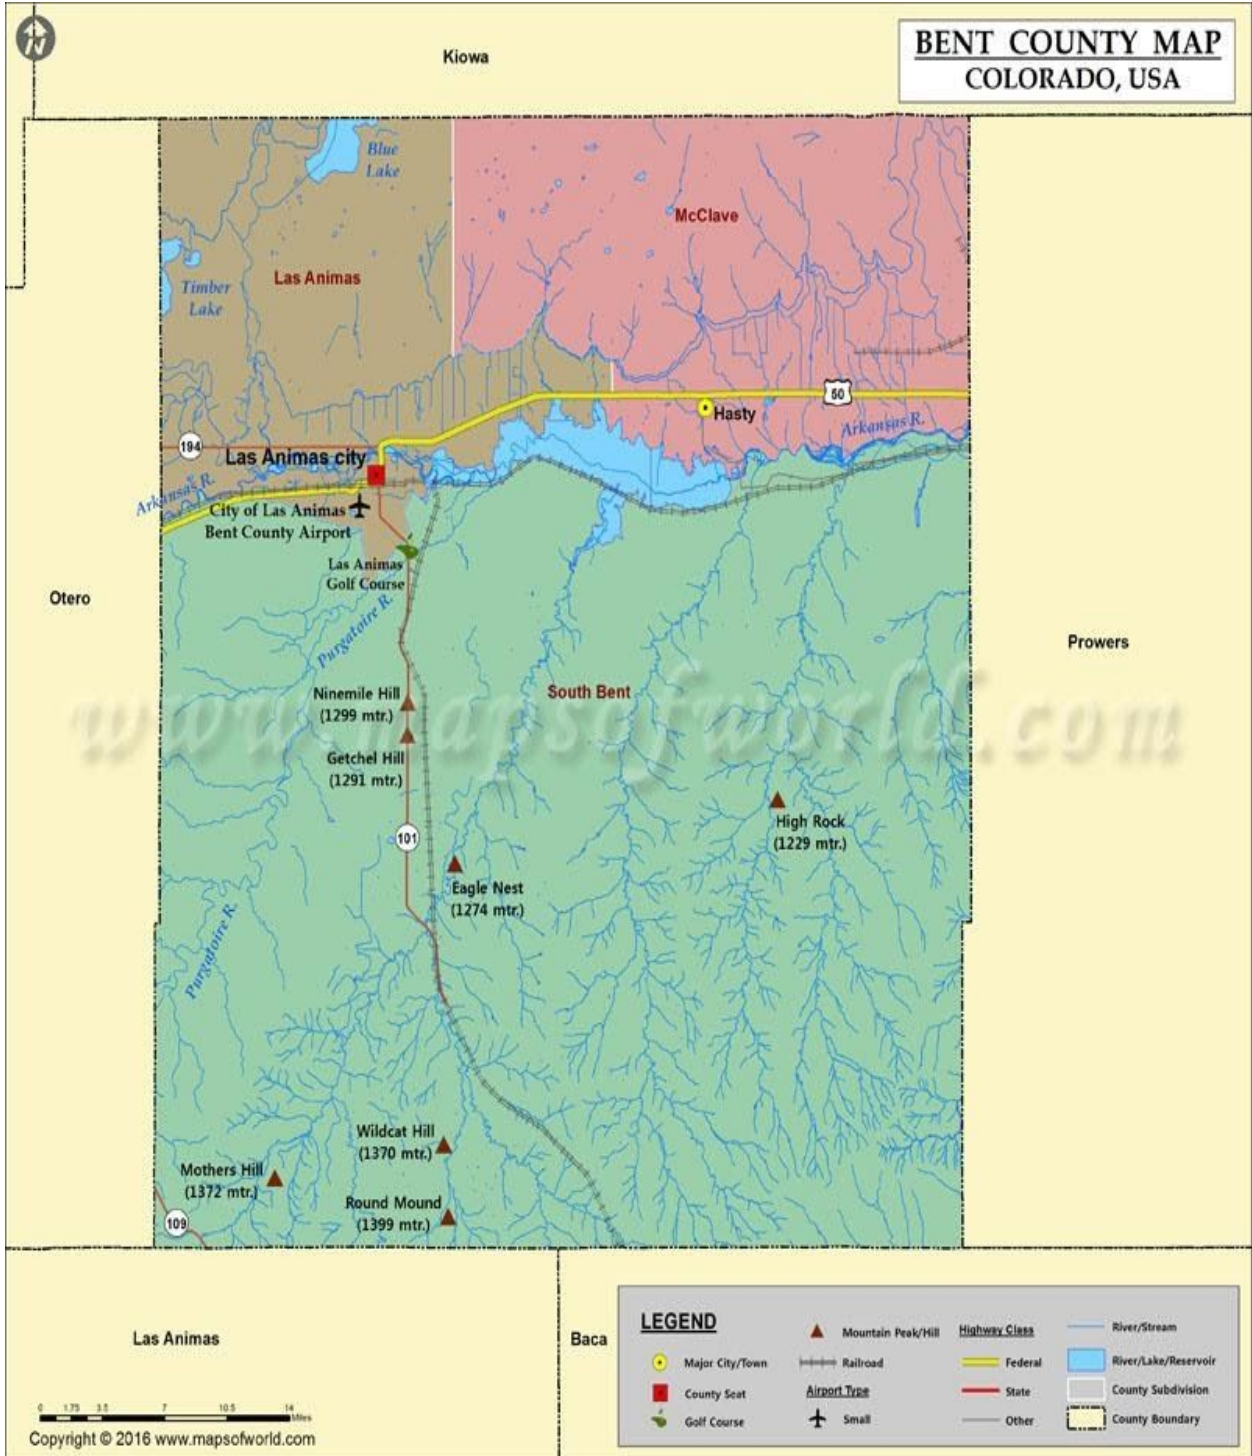 N
Kiowa
BENT COUNTY MAP
COLORADO, USA
Blue
Lake
McClave
Las Animas
Timber
Lake
50
Hasty
Arkansas R.
194
Las Animas city
Arkansas R.
City of Las Animas
Bent County Airport
Las Animas
Golf Course
Otero
Purgatoire R.
Prowers
Ninemile Hill
(1299 mtr.)
South Bent
www.mapsofworld.com
Getchel Hill
(1291 mtr.)
High Rock
(1229 mtr.)
101
Eagle Nest
(1274 mtr.)
Purgatoire R.
Wildcat Hill
(1370 mtr.)
Mothers Hill
(1372 mtr.)
Round Mound
(1399 mtr.)
109
Las Animas
Baca
LEGEND
Major City/Town
County Seat
Golf Course
Mountain Peak/Hill
Railroad
Airport Type
Small
Highway Class
Federal
State
Other
River/Stream
River/Lake/Reservoir
County Subdivision
County Boundary
0 1.75 3.5 7 10.5 14
Miles
Copyright © 2016 www.mapsofworld.com